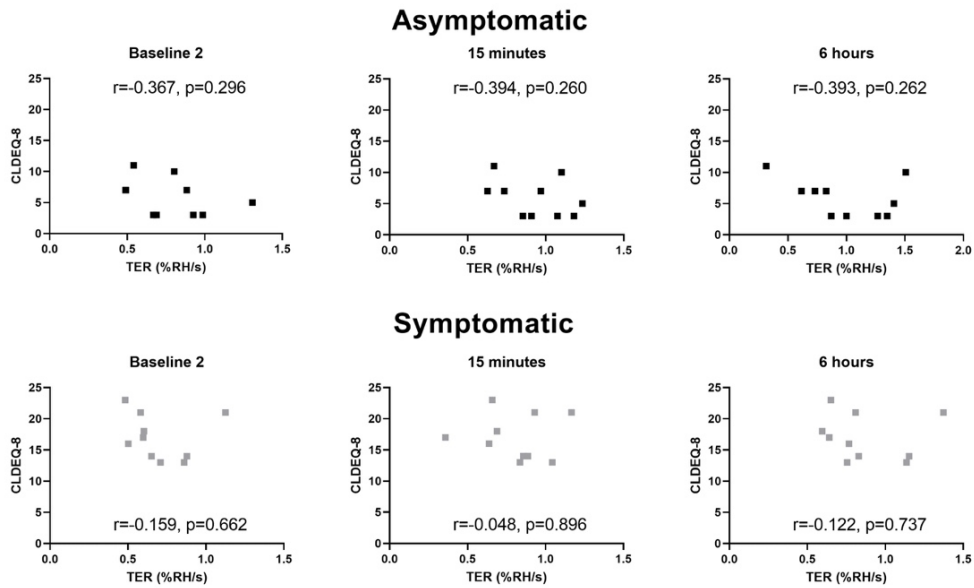 Asymptomatic
Baseline 2
15 minutes
6 hours
CLDEQ-8
25
20
15
10
5
0
r=-0.367, p=0.296
0.0 0.5 1.0 1.5
TER (%RH/s)
CLDEQ-8
25
20
15
10
5
0
r=-0.394, p=0.260
0.0 0.5 1.0 1.5
TER (%RH/s)
CLDEQ-8
25
20
15
10
5
0
r=-0.393, p=0.262
0.0 0.5 1.0 1.5 2.0
TER (%RH/s)
Symptomatic
Baseline 2
15 minutes
6 hours
CLDEQ-8
25
20
15
10
5
0
r=-0.159, p=0.662
0.0 0.5 1.0 1.5
TER (%RH/s)
CLDEQ-8
25
20
15
10
5
0
r=-0.048, p=0.896
0.0 0.5 1.0 1.5
TER (%RH/s)
CLDEQ-8
25
20
15
10
5
0
r=-0.122, p=0.737
0.0 0.5 1.0 1.5
TER (%RH/s)